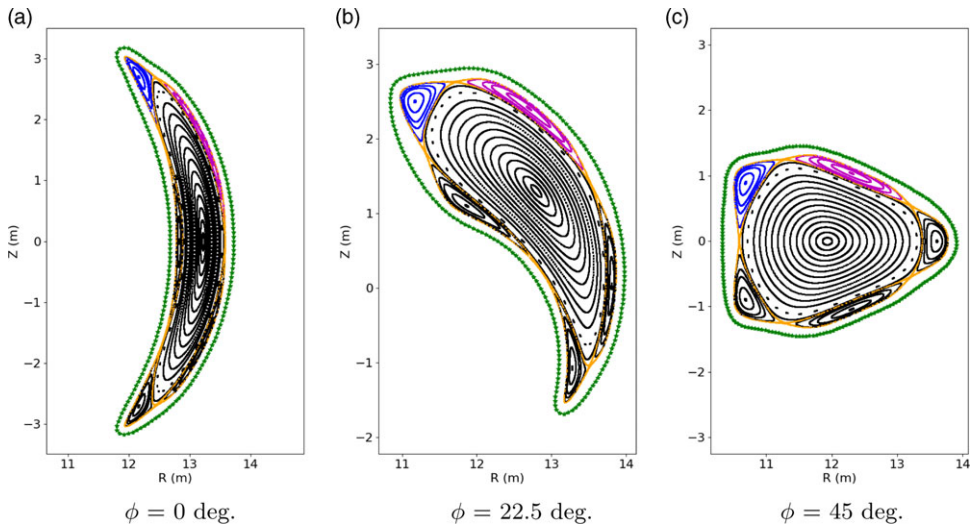 (a)
(b)
(c)
3
2
1
0
−1
−2
−3
Z (m)
11 12 13 14
R (m)
3
2
1
0
−1
−2
Z (m)
11 12 13 14
R (m)
3
2
1
0
−1
−2
−3
Z (m)
11 12 13 14
R (m)
ϕ = 0 deg.
ϕ = 22.5 deg.
ϕ = 45 deg.